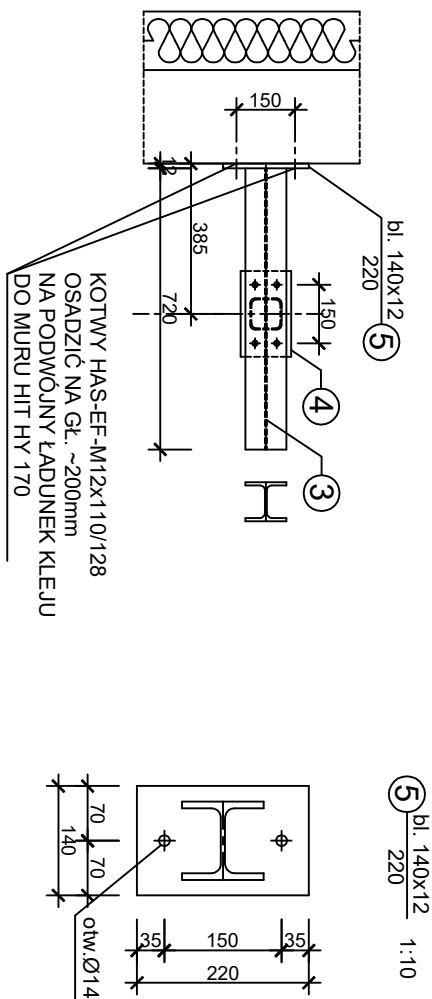 bl. 140x12
220
5
150
150
4
3
12
385
720
KOTWY HAS-EF-M12x110/128
OSADZIĆ NA GŁ. ~200mm
NA PODWÓJNY ŁADUNEK KLEJU
DO MURU HIT HY 170
5
bl. 140x12
220
1:10
70
70
140
otw.Ø14
35
150
35
220